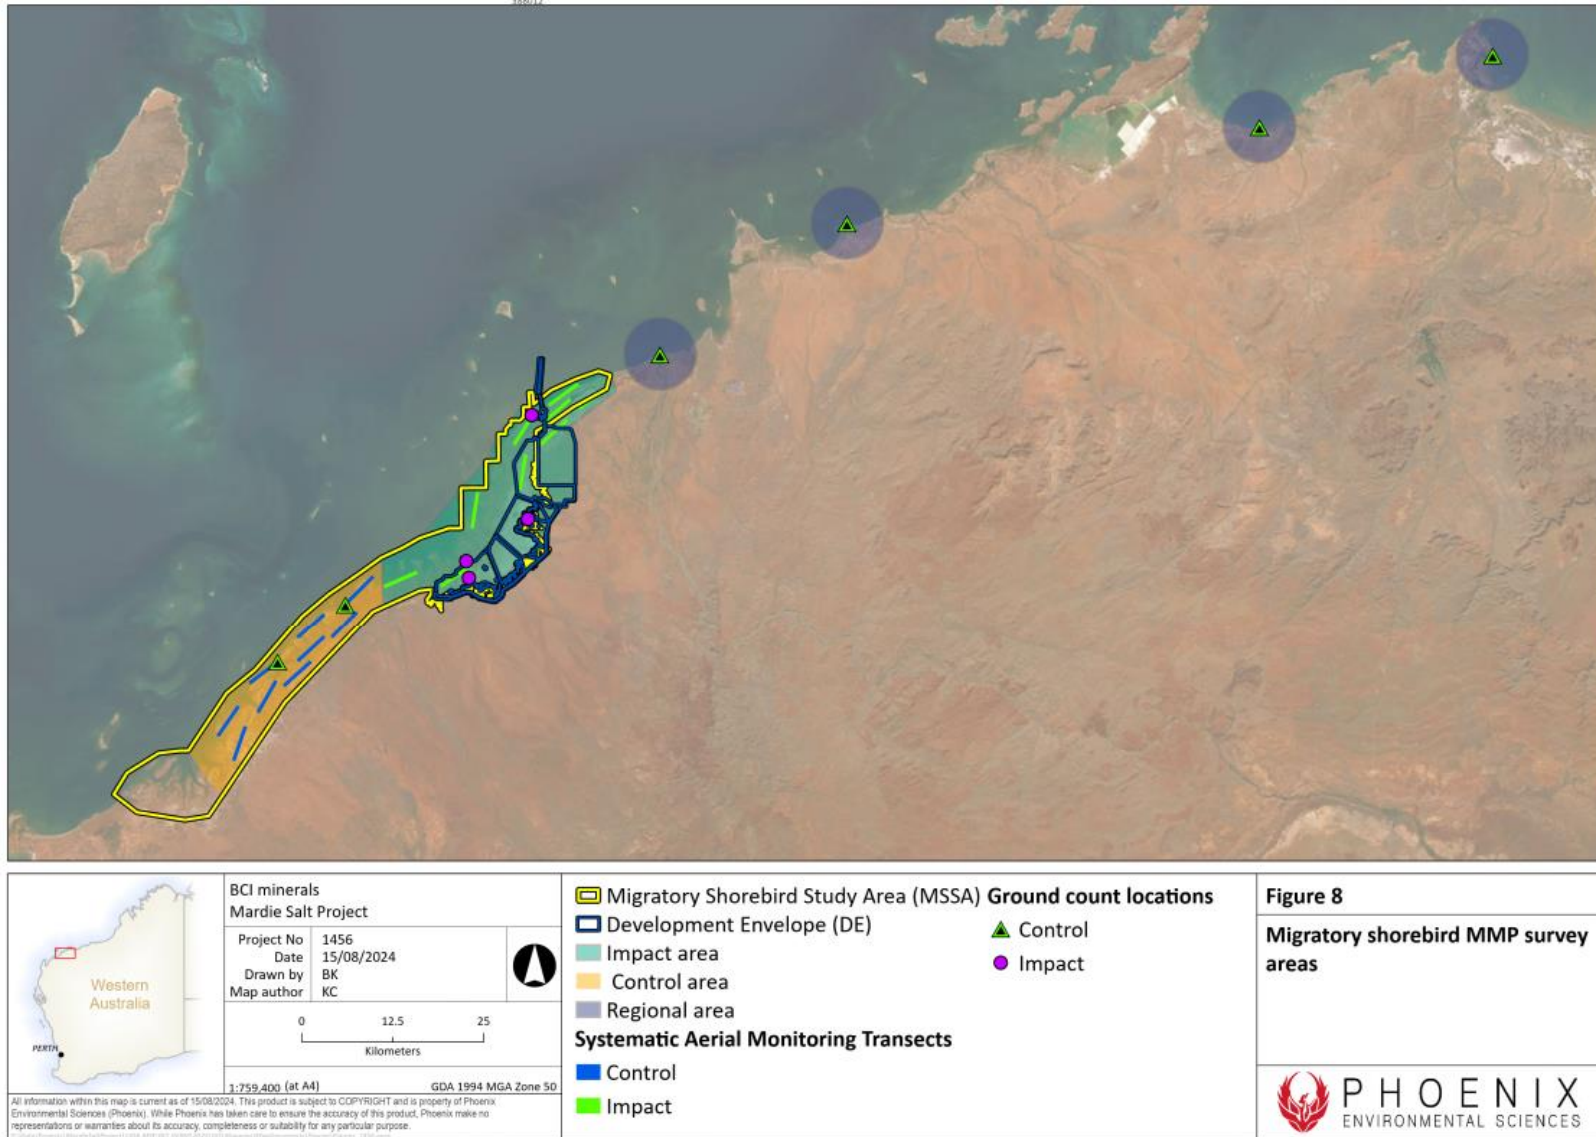 BCI minerals
Mardie Salt Project
Project No 1456
Date 15/08/2024
Drawn by BK
Map author KC
0 12.5 25
Kilometers
1:759,400 (at A4) GDA 1994 MGA Zone 50
Western
Australia
PERTH
All information within this map is current as of 15/08/2024. This product is subject to COPYRIGHT and is property of Phoenix
Environmental Sciences (Phoenix). While Phoenix has taken care to ensure the accuracy of this product, Phoenix make no
representations or warranties about its accuracy, completeness or suitability for any particular purpose.
Migratory Shorebird Study Area (MSSA)
Development Envelope (DE)
Impact area
Control area
Regional area
Systematic Aerial Monitoring Transects
Control
Impact
Ground count locations
Control
Impact
Figure 8
Migratory shorebird MMP survey
areas
PHOENIX
ENVIRONMENTAL SCIENCES